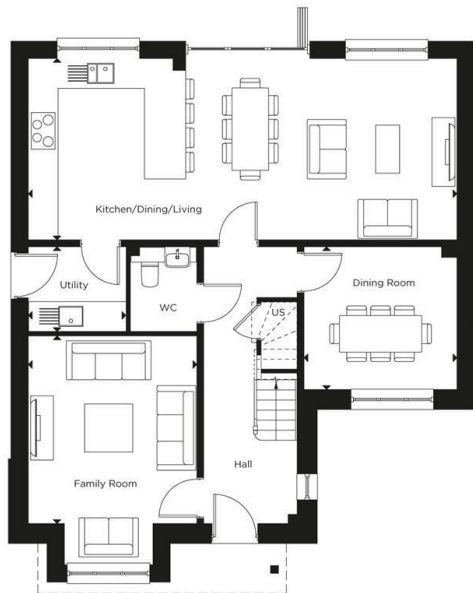 Kitchen/Dining/Living
Utility
WC
US
Dining Room
Family Room
Hall